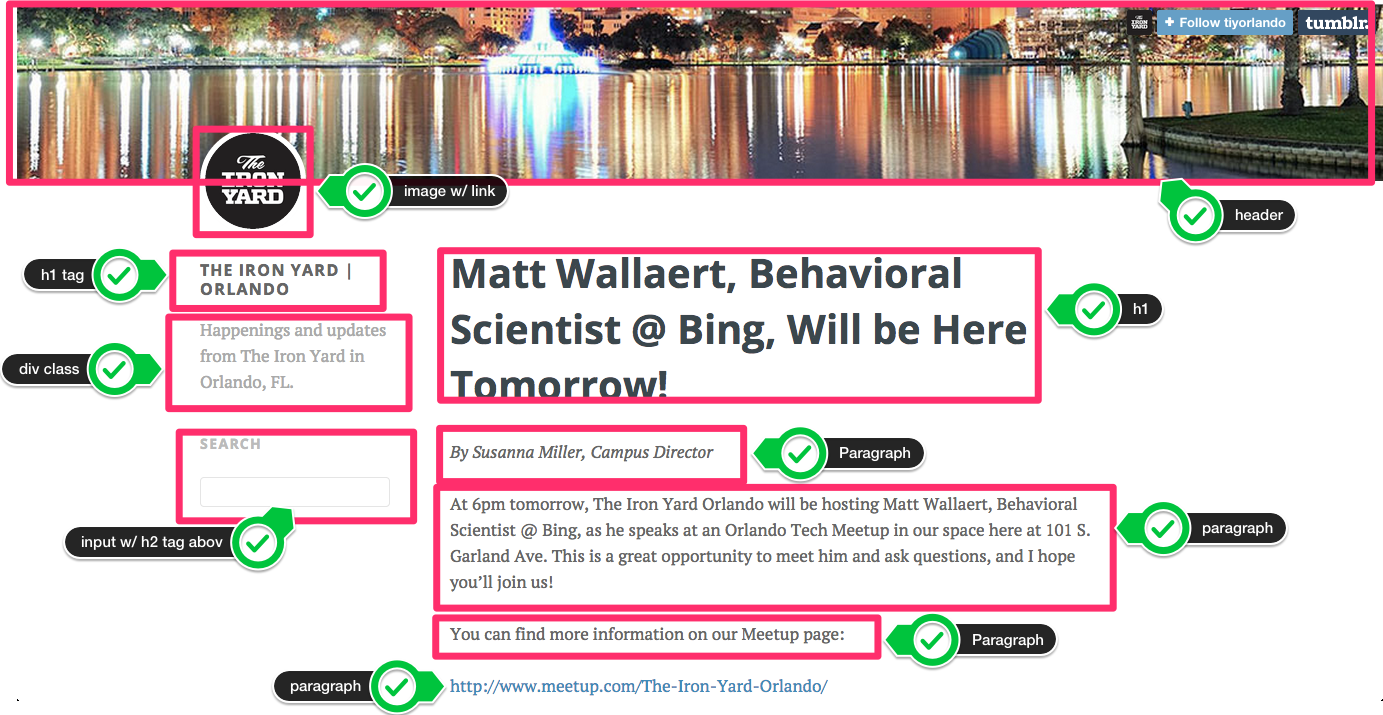 + Follow tiyorlando
tumblr.
The
IRON
YARD
image w/ link
header
h1 tag
THE IRON YARD |
ORLANDO
Matt Wallaert, Behavioral
Scientist @ Bing, Will be Here
Tomorrow!
h1
div class
Happenings and updates
from The Iron Yard in
Orlando, FL.
SEARCH
input w/ h2 tag abov
By Susanna Miller, Campus Director
Paragraph
At 6pm tomorrow, The Iron Yard Orlando will be hosting Matt Wallaert, Behavioral
Scientist @ Bing, as he speaks at an Orlando Tech Meetup in our space here at 101 S.
Garland Ave. This is a great opportunity to meet him and ask questions, and I hope
you’ll join us!
paragraph
You can find more information on our Meetup page:
Paragraph
paragraph
http://www.meetup.com/The-Iron-Yard-Orlando/